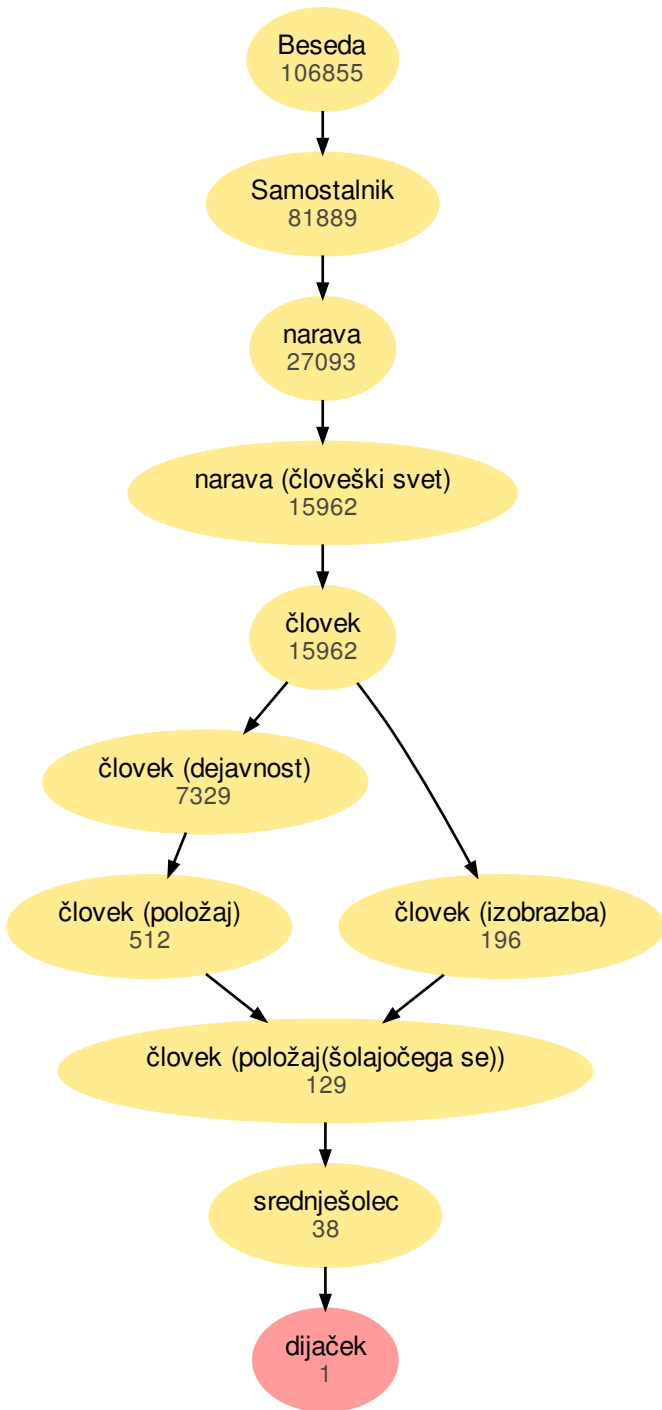 Beseda
106855
Samostalnik
81889
narava
27093
narava (človeški svet)
15962
človek
15962
človek (dejavnost)
7329
človek (položaj)
512
človek (izobrazba)
196
človek (položaj(šolajočega se))
129
srednješolec
38
dijaček
1